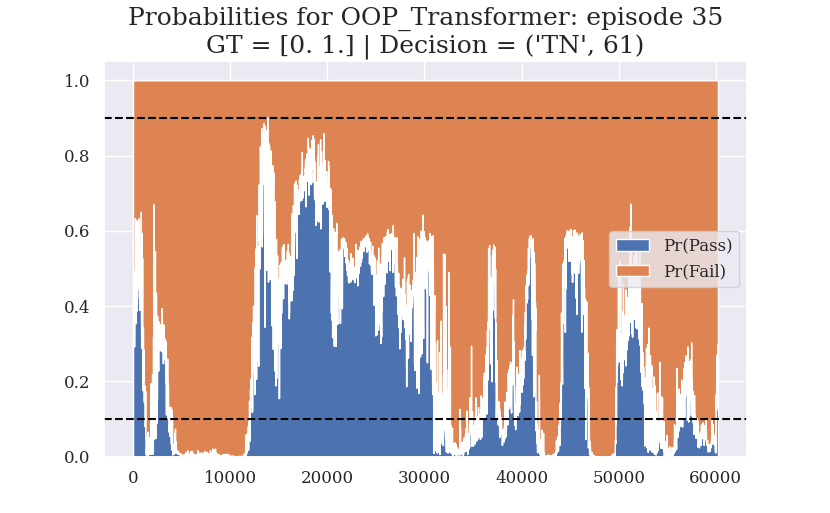 Probabilities for OOP_Transformer: episode 35
GT = [0. 1.] | Decision = ('TN', 61)
1.0
0.8
0.6
0.4
0.2
0.0
Pr(Pass)
Pr(Fail)
0 10000 20000 30000 40000 50000 60000